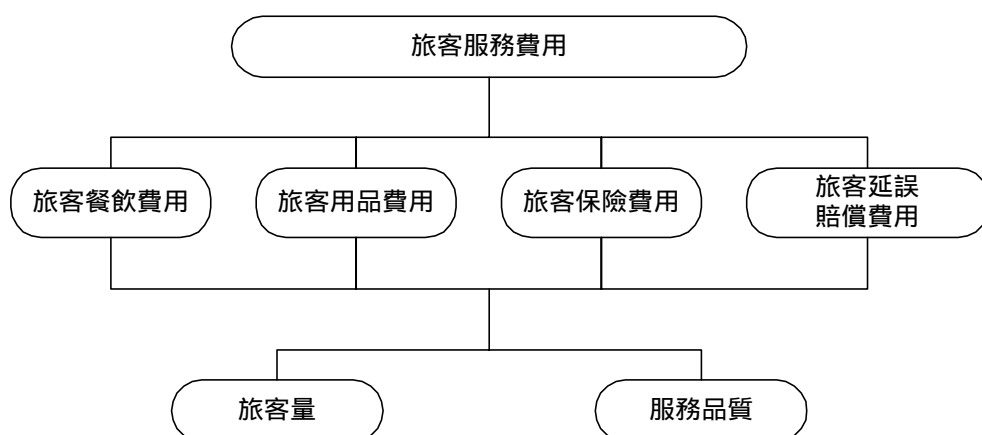 旅客服務費用
旅客餐飲費用
旅客用品費用
旅客保險費用
旅客延誤
賠償費用
旅客量
服務品質